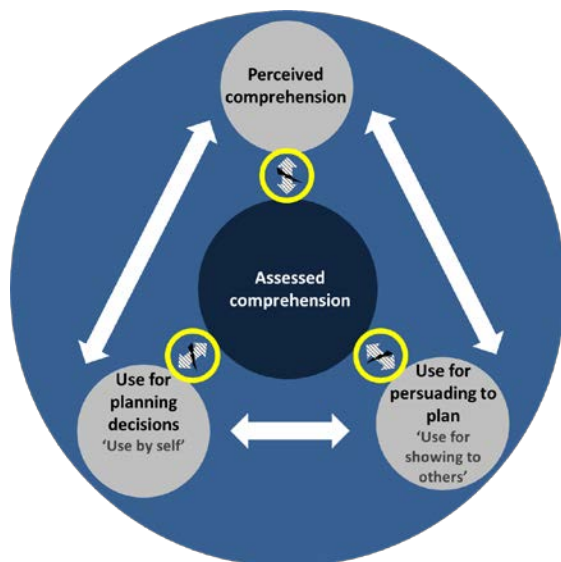 Perceived
comprehension
Assessed
comprehension
Use for
planning
decisions
'Use by self'
Use for
persuading to
plan
'Use for
showing to
others'